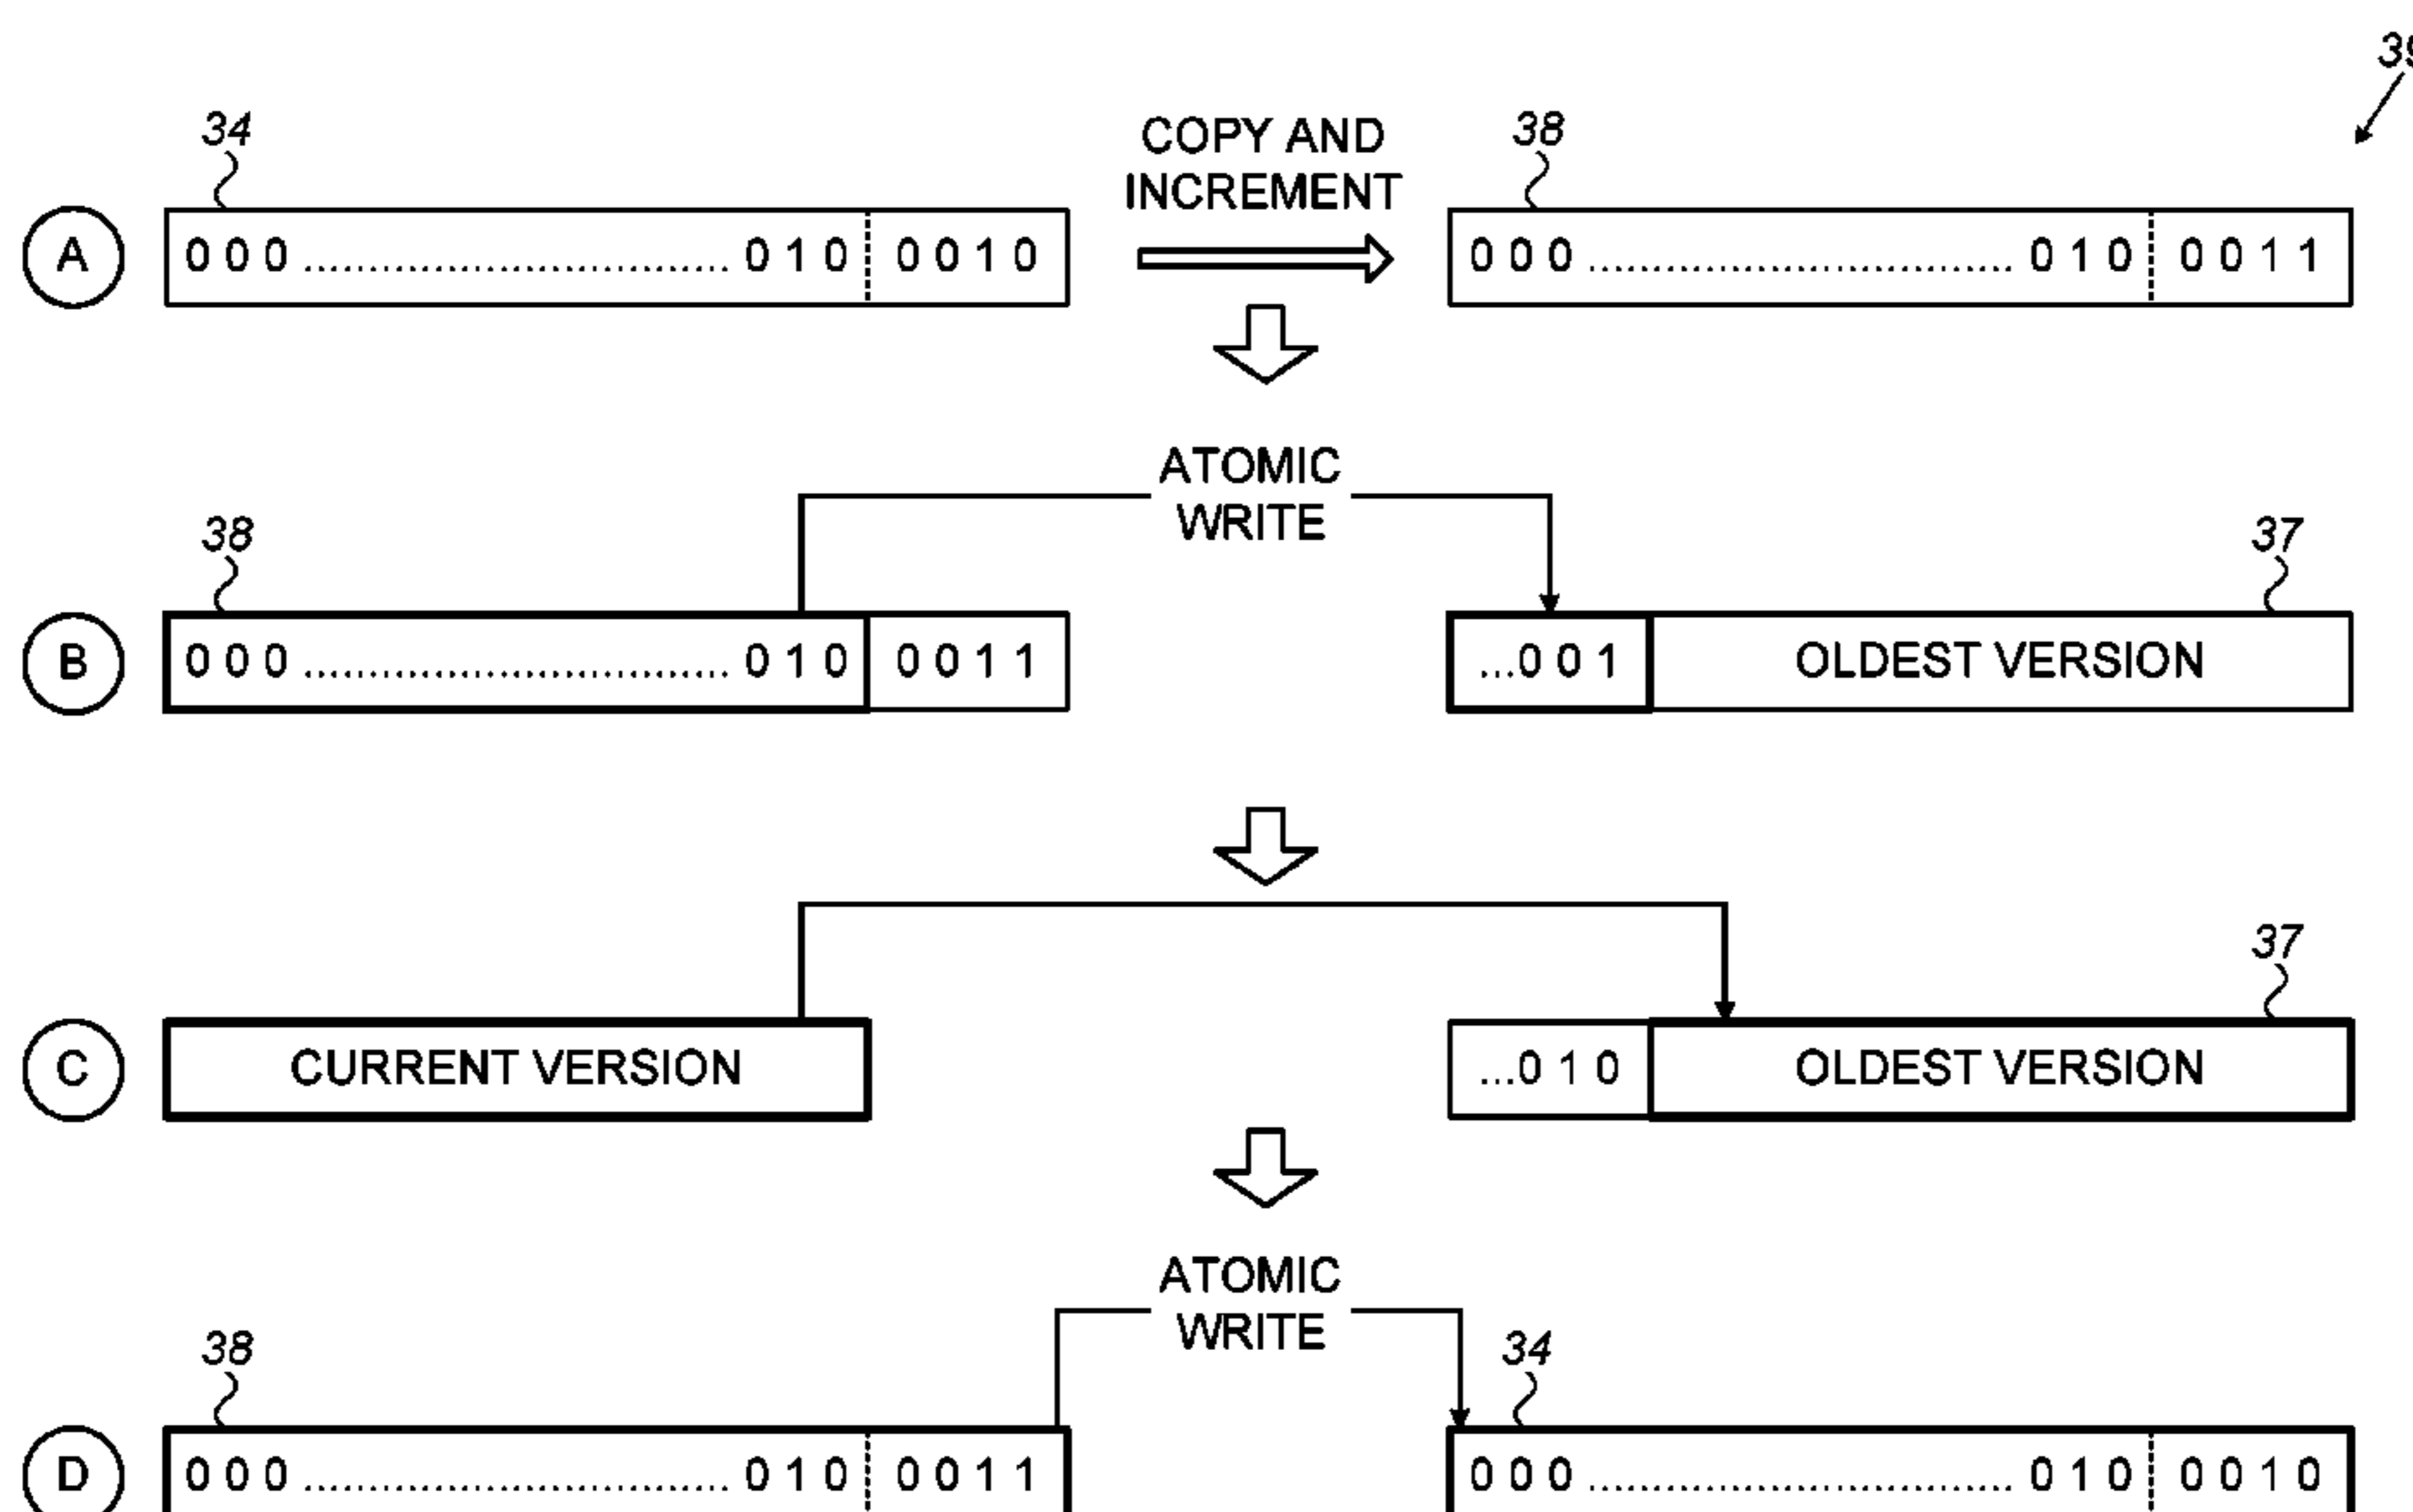 39
34
COPY AND
INCREMENT
38
A
0 0 0 ................................ 0 1 0 0 0 1 0
0 0 0 ................................ 0 1 0 0 0 1 1
ATOMIC
WRITE
38
37
B
0 0 0 ................................ 0 1 0 0 0 1 1
...0 0 1 OLDEST VERSION
37
C
CURRENT VERSION
...0 1 0 OLDEST VERSION
ATOMIC
WRITE
38
34
D
0 0 0 ................................ 0 1 0 0 0 1 1
0 0 0 ................................ 0 1 0 0 0 1 0